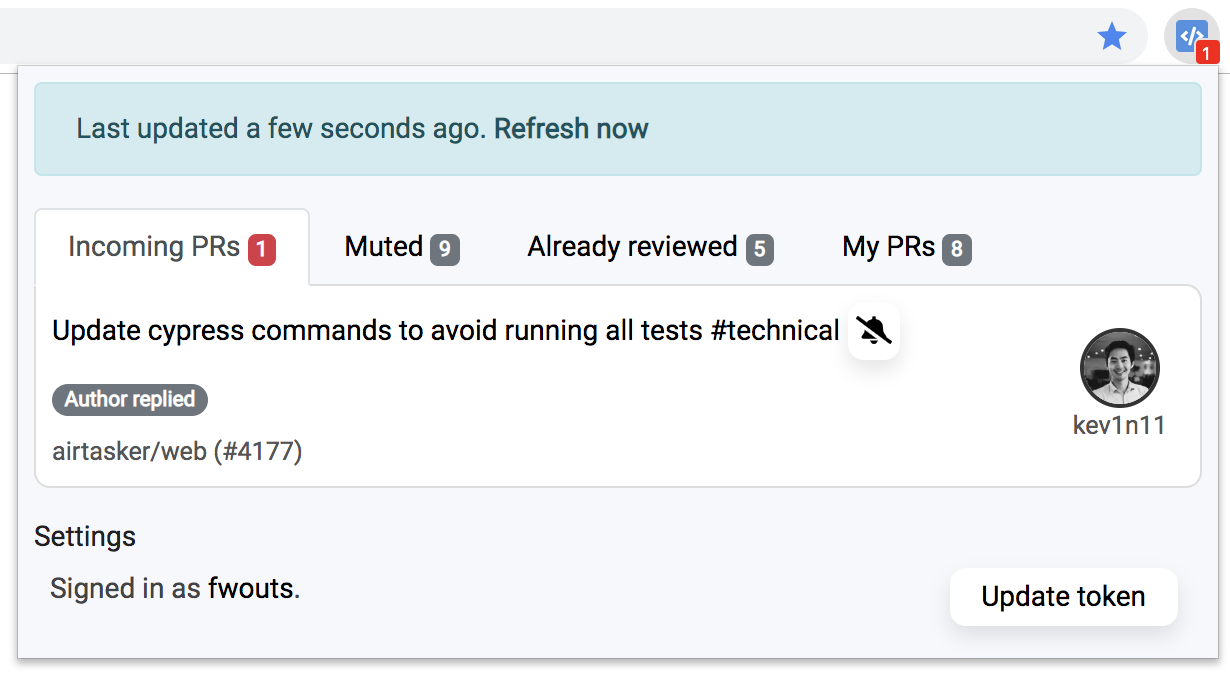 </> 1
Last updated a few seconds ago. Refresh now
Incoming PRs 1 Muted 9 Already reviewed 5 My PRs 8
Update cypress commands to avoid running all tests #technical
Author replied
kev1n11
airtasker/web (#4177)
Settings
Signed in as fwouts.
Update token